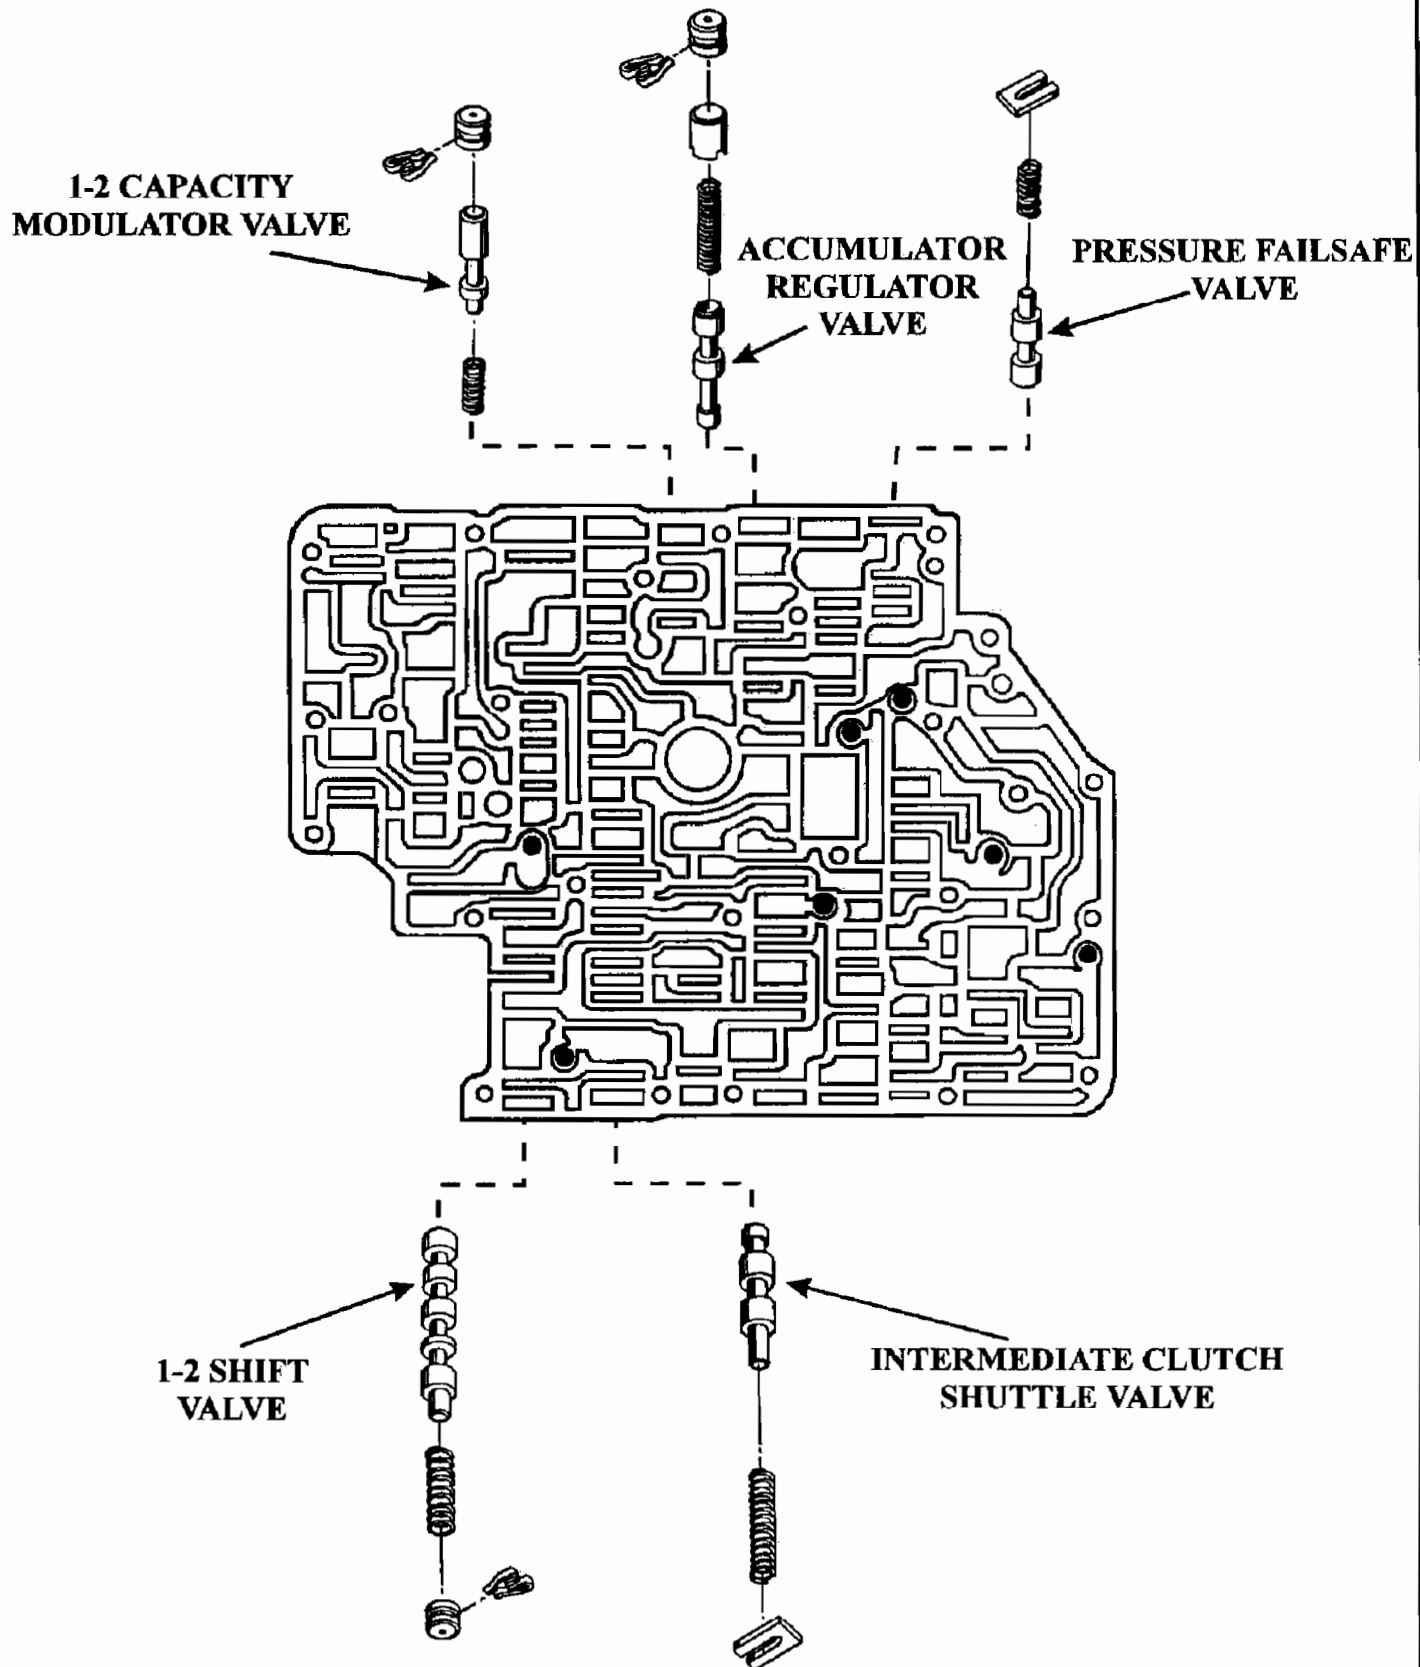 1-2 CAPACITY
MODULATOR VALVE
ACCUMULATOR
REGULATOR
VALVE
PRESSURE FAILSAFE
VALVE
1-2 SHIFT
VALVE
INTERMEDIATE CLUTCH
SHUTTLE VALVE